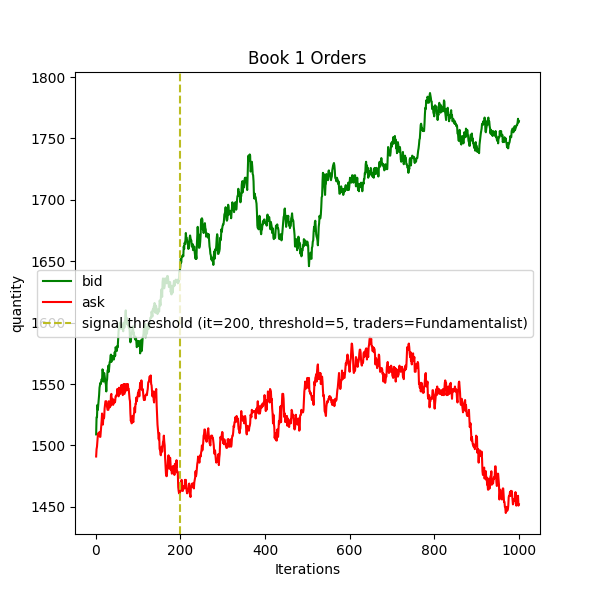 Book 1 Orders
1800
1750
1700
1650
1600
1550
1500
1450
quantity
bid
ask
signal threshold (it=200, threshold=5, traders=Fundamentalist)
0 200 400 600 800 1000
Iterations